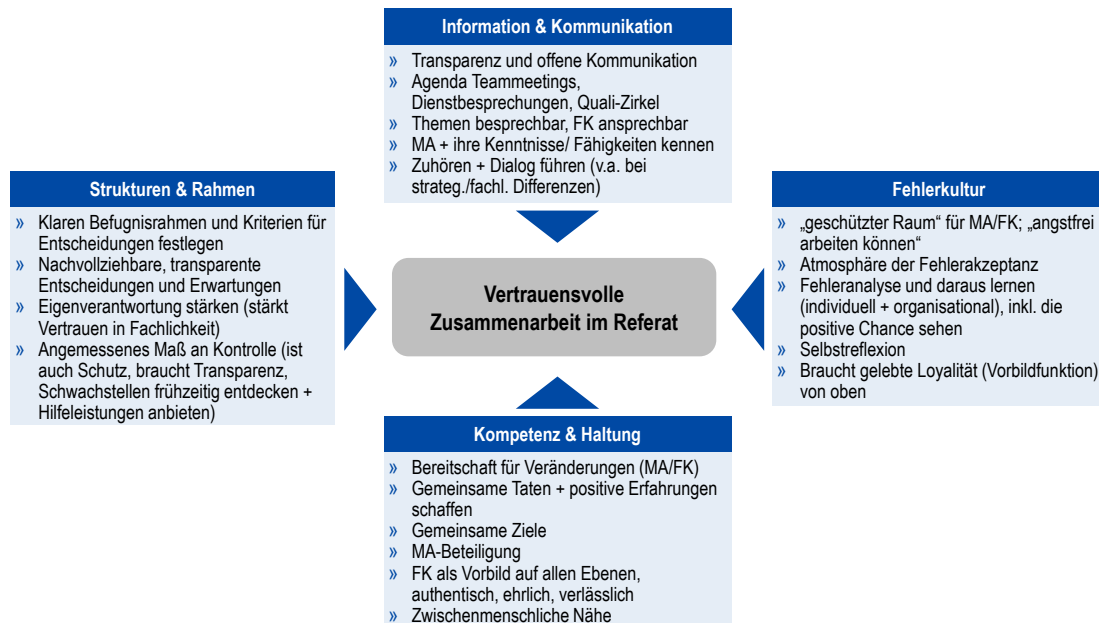 Information & Kommunikation
» Transparenz und offene Kommunikation
» Agenda Teammeetings,
Dienstbesprechungen, Quali-Zirkel
» Themen besprechbar, FK ansprechbar
» MA + ihre Kenntnisse/ Fähigkeiten kennen
» Zuhören + Dialog führen (v.a. bei
strateg./fachl. Differenzen)
Strukturen & Rahmen
» Klaren Befugnisrahmen und Kriterien für
Entscheidungen festlegen
» Nachvollziehbare, transparente
Entscheidungen und Erwartungen
» Eigenverantwortung stärken (stärkt
Vertrauen in Fachlichkeit)
» Angemessenes Maß an Kontrolle (ist
auch Schutz, braucht Transparenz,
Schwachstellen frühzeitig entdecken +
Hilfeleistungen anbieten)
Vertrauensvolle
Zusammenarbeit im Referat
Fehlerkultur
» „geschützter Raum“ für MA/FK; „angstfrei
arbeiten können“
» Atmosphäre der Fehlerakzeptanz
» Fehleranalyse und daraus lernen
(individuell + organisational), inkl. die
positive Chance sehen
» Selbstreflexion
» Braucht gelebte Loyalität (Vorbildfunktion)
von oben
Kompetenz & Haltung
» Bereitschaft für Veränderungen (MA/FK)
» Gemeinsame Taten + positive Erfahrungen
schaffen
» Gemeinsame Ziele
» MA-Beteiligung
» FK als Vorbild auf allen Ebenen,
authentisch, ehrlich, verlässlich
» Zwischenmenschliche Nähe